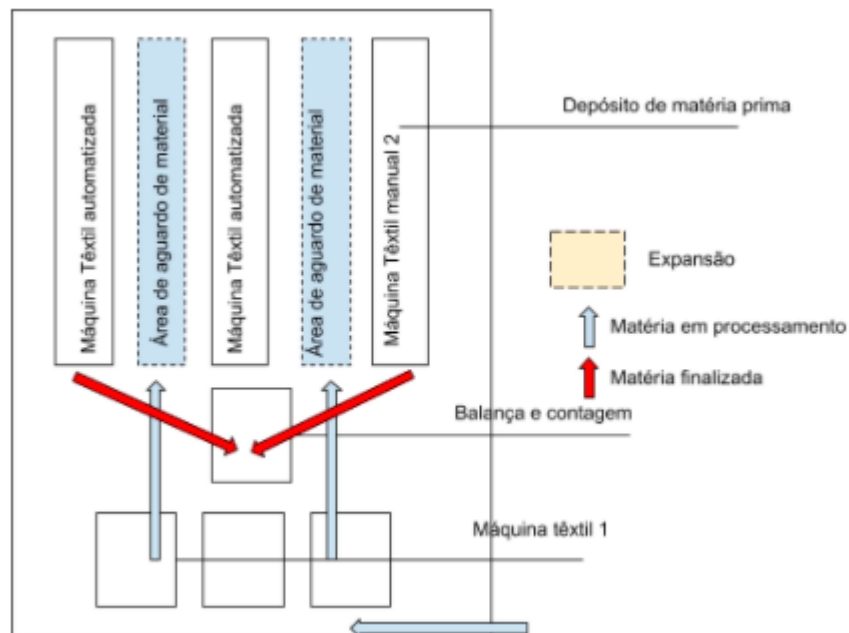 Máquina Têxtil automatizada
Área de aguardo de material
Máquina Têxtil automatizada
Área de aguardo de material
Máquina Têxtil manual 2
Depósito de matéria prima
Expansão
Matéria em processamento
Matéria finalizada
Balança e contagem
Máquina têxtil 1